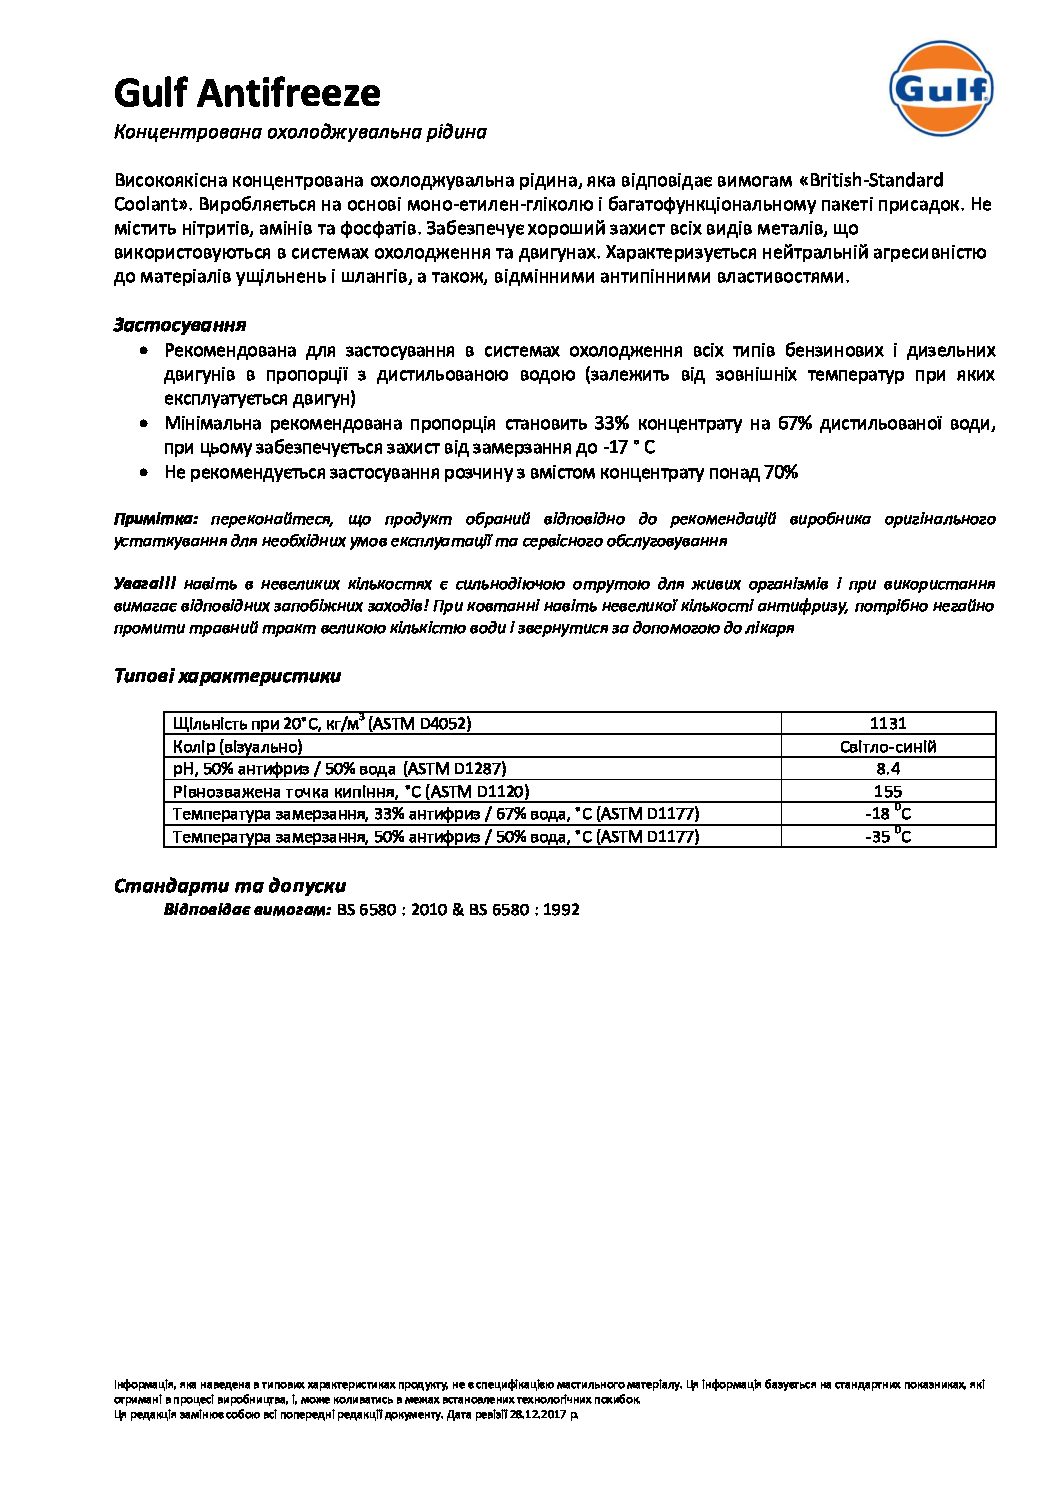 Gulf Antifreeze
Gulf
Концентрована охолоджувальна рідина
Високоякісна концентрована охолоджувальна рідина, яка відповідає вимогам «British-Standard
Coolant». Виробляється на основі моно-етилен-гліколю і багатофункціональному пакеті присадок. Не
містить нітритів, амінів та фосфатів. Забезпечує хороший захист всіх видів металів, що
використовуються в системах охолодження та двигунах. Характеризується нейтральній агресивністю
до матеріалів ущільнень і шлангів, а також, відмінними антипінними властивостями.
Застосування
• Рекомендована для застосування в системах охолодження всіх типів бензинових і дизельних
двигунів в пропорції з дистильованою водою (залежить від зовнішніх температур при яких
експлуатується двигун)
• Мінімальна рекомендована пропорція становить 33% концентрату на 67% дистильованої води,
при цьому забезпечується захист від замерзання до -17 ° C
• Не рекомендується застосування розчину з вмістом концентрату понад 70%
Примітка: переконайтеся, що продукт обраний відповідно до рекомендацій виробника оригінального
устаткування для необхідних умов експлуатації та сервісного обслуговування
Увага!!! навіть в невеликих кількостях є сильнодіючою отрутою для живих організмів і при використання
вимагає відповідних запобіжних заходів! При ковтанні навіть невеликої кількості антифризу, потрібно негайно
промити травний тракт великою кількістю води і звернутися за допомогою до лікаря
Типові характеристики
Щільність при 20°C, кг/м³ (ASTM D4052) 1131
Колір (візуально) Світло-синій
pH, 50% антифриз / 50% вода (ASTM D1287) 8.4
Рівнозважена точка кипіння, °C (ASTM D1120) 155
Температура замерзання, 33% антифриз / 67% вода, °C (ASTM D1177) -18 ⁰C
Температура замерзання, 50% антифриз / 50% вода, °C (ASTM D1177) -35 ⁰C
Стандарти та допуски
Відповідає вимогам: BS 6580 : 2010 & BS 6580 : 1992
Інформація, яка наведена в типових характеристиках продукту, не є специфікацією мастильного матеріалу. Ця інформація базується на стандартних показниках, які
отримані в процесі виробництва, і, може коливатись в межах встановлених технологічних похибок.
Ця редакція замінює собою всі попередні редакції документу. Дата ревізії 28.12.2017 р.